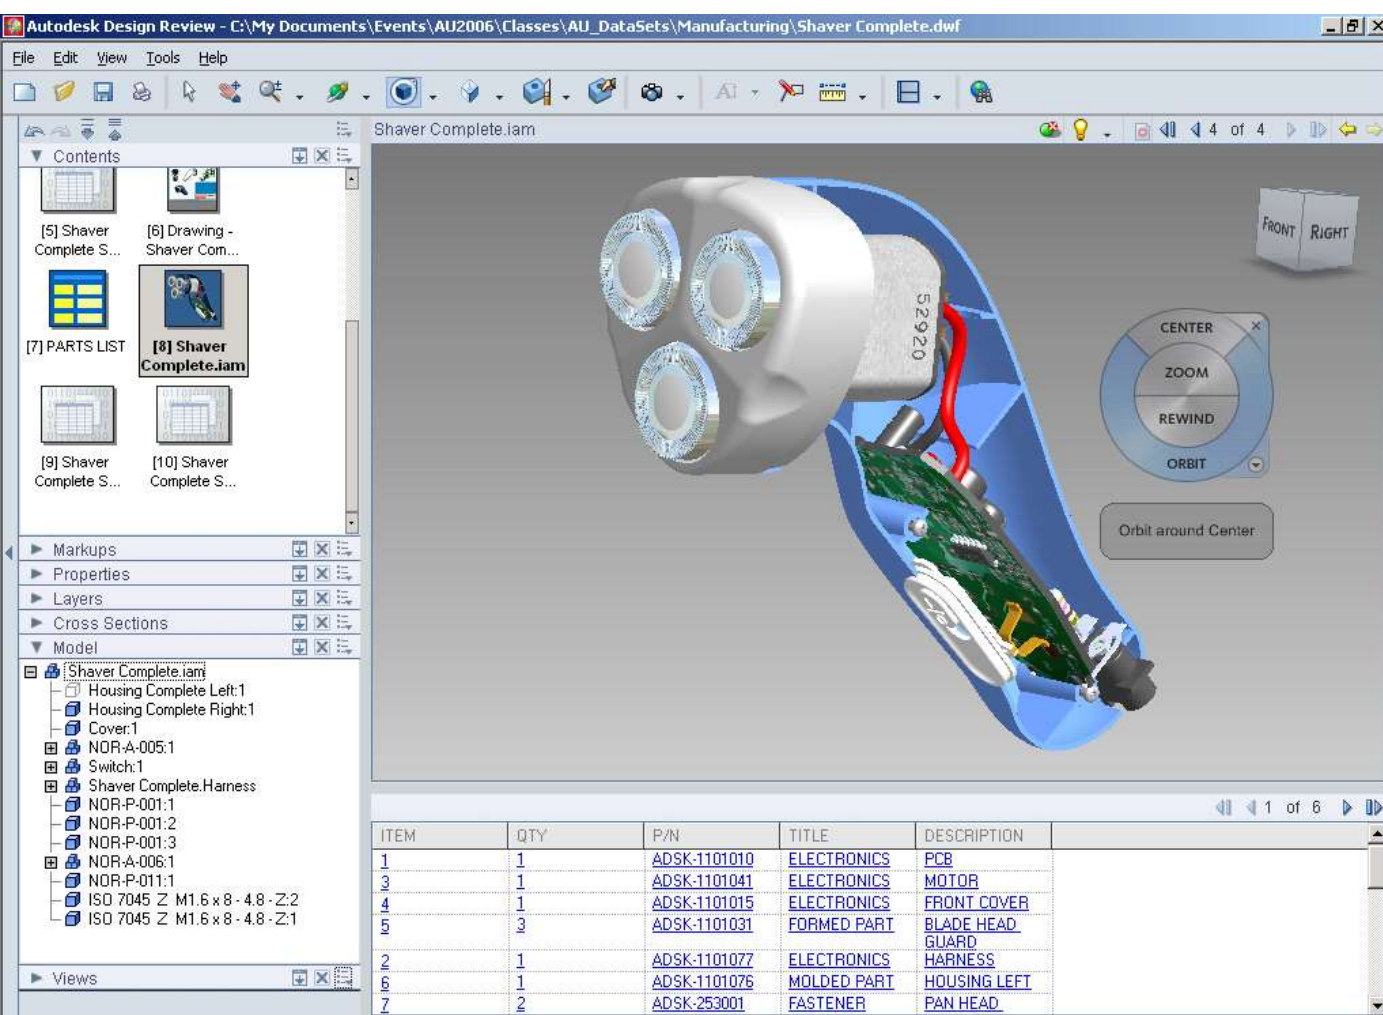 Autodesk Design Review - C:\My Documents\Events\AU2006\Classes\AU_DataSets\Manufacturing\Shaver Complete.dwf
File Edit View Tools Help
Shaver Complete.iam
4 of 4
Contents
[5] Shaver Complete S...
[6] Drawing - Shaver Com...
[7] PARTS LIST
[8] Shaver Complete.iam
[9] Shaver Complete S...
[10] Shaver Complete S...
Markups
Properties
Layers
Cross Sections
Model
Shaver Complete.iam
Housing Complete Left:1
Housing Complete Right:1
Cover:1
NOR-A-005:1
Switch:1
Shaver Complete.Harness
NOR-P-001:1
NOR-P-001:2
NOR-P-001:3
NOR-A-006:1
NOR-P-011:1
ISO 7045 Z M1.6 x 8 - 4.8 - Z:2
ISO 7045 Z M1.6 x 8 - 4.8 - Z:1
Views
52920
FRONT RIGHT
CENTER
ZOOM
REWIND
ORBIT
Orbit around Center
1 of 6
ITEM QTY P/N TITLE DESCRIPTION
1 1 ADSK-1101010 ELECTRONICS PCB
3 1 ADSK-1101041 ELECTRONICS MOTOR
4 1 ADSK-1101015 ELECTRONICS FRONT COVER
5 3 ADSK-1101031 FORMED PART BLADE HEAD
GUARD
2 1 ADSK-1101077 ELECTRONICS HARNESS
6 1 ADSK-1101076 MOLDED PART HOUSING LEFT
7 2 ADSK-253001 FASTENER PAN HEAD